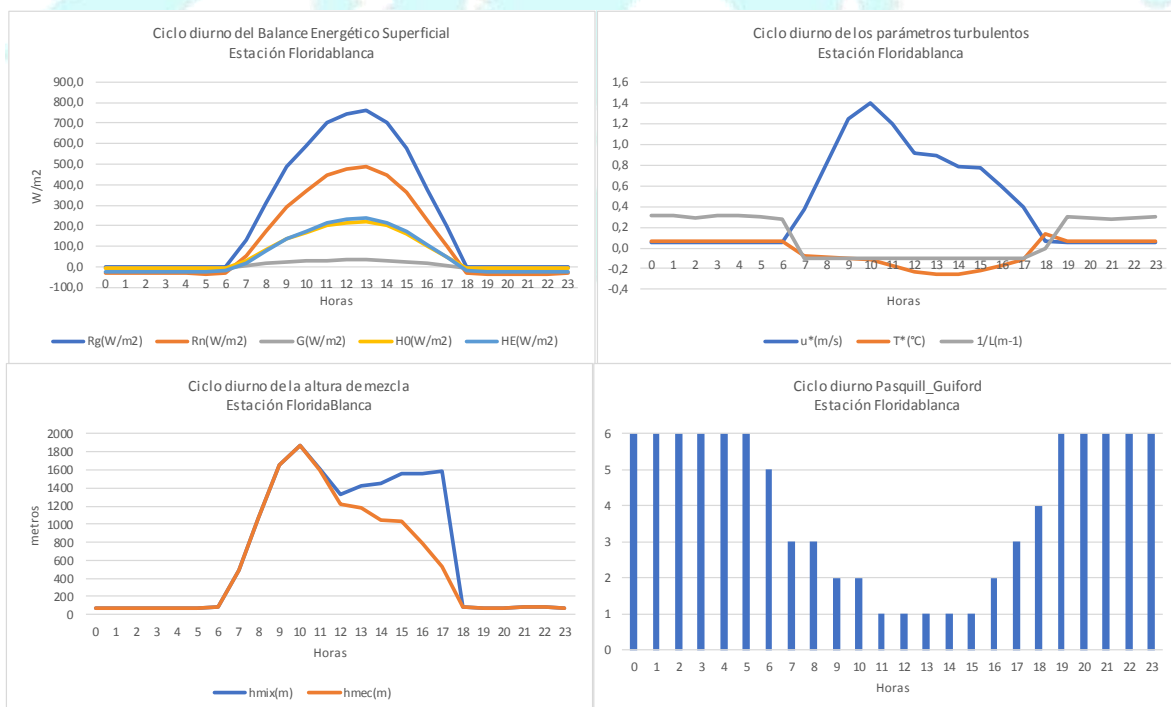 Ciclo diurno del Balance Energético Superficial
Estación Floridablanca
900,0
800,0
700,0
600,0
500,0
400,0
300,0
200,0
100,0
0,0
-100,0
W/m2
0 1 2 3 4 5 6 7 8 9 10 11 12 13 14 15 16 17 18 19 20 21 22 23
Horas
Rg(W/m2) Rn(W/m2) G(W/m2) H0(W/m2) HE(W/m2)
Ciclo diurno de los parámetros turbulentos
Estación Floridablanca
1,6
1,4
1,2
1,0
0,8
0,6
0,4
0,2
0,0
-0,2
-0,4
0 1 2 3 4 5 6 7 8 9 10 11 12 13 14 15 16 17 18 19 20 21 22 23
Horas
u*(m/s) T*(°C) 1/L(m-1)
Ciclo diurno de la altura de mezcla
Estación FloridaBlanca
2000
1800
1600
1400
1200
1000
800
600
400
200
0
metros
0 1 2 3 4 5 6 7 8 9 10 11 12 13 14 15 16 17 18 19 20 21 22 23
Horas
hmix(m) hmec(m)
Ciclo diurno Pasquill_Guiford
Estación Floridablanca
6
5
4
3
2
1
0
0 1 2 3 4 5 6 7 8 9 10 11 12 13 14 15 16 17 18 19 20 21 22 23
Horas